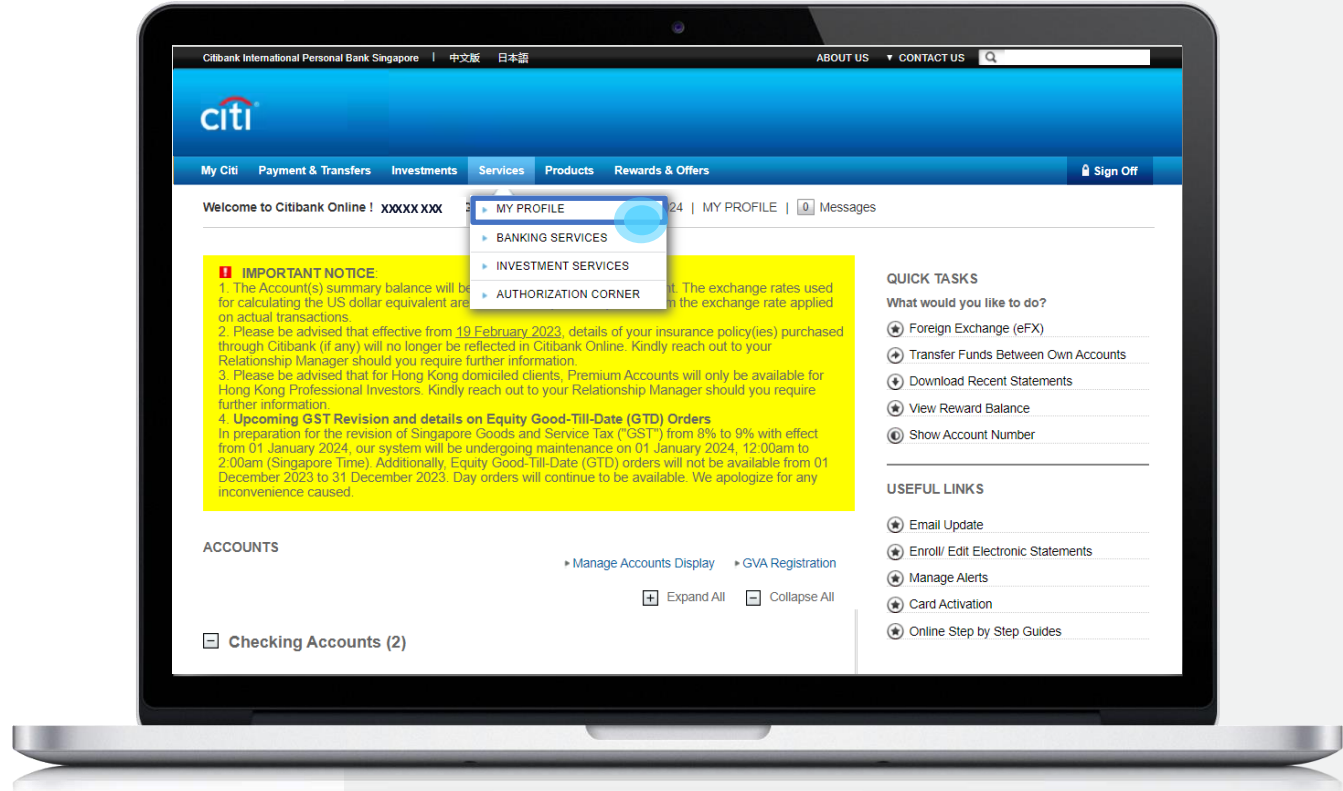 Citibank International Personal Bank Singapore | 中文版 日本語 ABOUT US ▼ CONTACT US
citi
My Citi Payment & Transfers Investments Services Products Rewards & Offers Sign Off
Welcome to Citibank Online ! XXXXX XXX 24 | MY PROFILE | 0 Messages
MY PROFILE
BANKING SERVICES
INVESTMENT SERVICES
AUTHORIZATION CORNER
IMPORTANT NOTICE:
1. The Account(s) summary balance will be nt. The exchange rates used
for calculating the US dollar equivalent are the exchange rate applied
on actual transactions.
2. Please be advised that effective from 19 February 2023, details of your insurance policy(ies) purchased
through Citibank (if any) will no longer be reflected in Citibank Online. Kindly reach out to your
Relationship Manager should you require further information.
3. Please be advised that for Hong Kong domiciled clients, Premium Accounts will only be available for
Hong Kong Professional Investors. Kindly reach out to your Relationship Manager should you require
further information.
4. Upcoming GST Revision and details on Equity Good-Till-Date (GTD) Orders
In preparation for the revision of Singapore Goods and Service Tax ("GST") from 8% to 9% with effect
from 01 January 2024, our system will be undergoing maintenance on 01 January 2024, 12:00am to
2:00am (Singapore Time). Additionally, Equity Good-Till-Date (GTD) orders will not be available from 01
December 2023 to 31 December 2023. Day orders will continue to be available. We apologize for any
inconvenience caused.
ACCOUNTS
Manage Accounts Display GVA Registration
Expand All Collapse All
Checking Accounts (2)
QUICK TASKS
What would you like to do?
Foreign Exchange (eFX)
Transfer Funds Between Own Accounts
Download Recent Statements
View Reward Balance
Show Account Number
USEFUL LINKS
Email Update
Enroll/ Edit Electronic Statements
Manage Alerts
Card Activation
Online Step by Step Guides